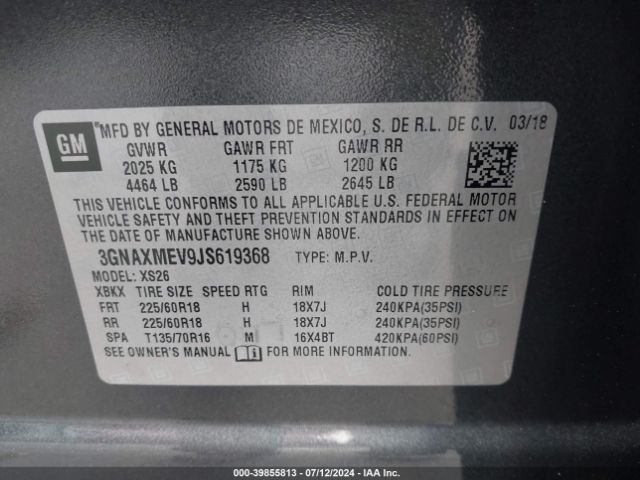 GM
MFD BY GENERAL MOTORS DE MEXICO, S. DE R.L. DE C.V. 03/18
GVWR GAWR FRT GAWR RR
2025 KG 1175 KG 1200 KG
4464 LB 2590 LB 2645 LB
THIS VEHICLE CONFORMS TO ALL APPLICABLE U.S. FEDERAL MOTOR
VEHICLE SAFETY AND THEFT PREVENTION STANDARDS IN EFFECT ON
THE DATE OF MANUFACTURE SHOWN ABOVE.
3GNAXMEV9JS619368 TYPE: M.P.V.
MODEL: XS26
XBKX TIRE SIZE SPEED RTG RIM COLD TIRE PRESSURE
FRT 225/60R18 H 18X7J 240KPA(35PSI)
RR 225/60R18 H 18X7J 240KPA(35PSI)
SPA T135/70R16 M 16X4BT 420KPA(60PSI)
SEE OWNER'S MANUAL FOR MORE INFORMATION.
000-39855813 - 07/12/2024 - IAA Inc.